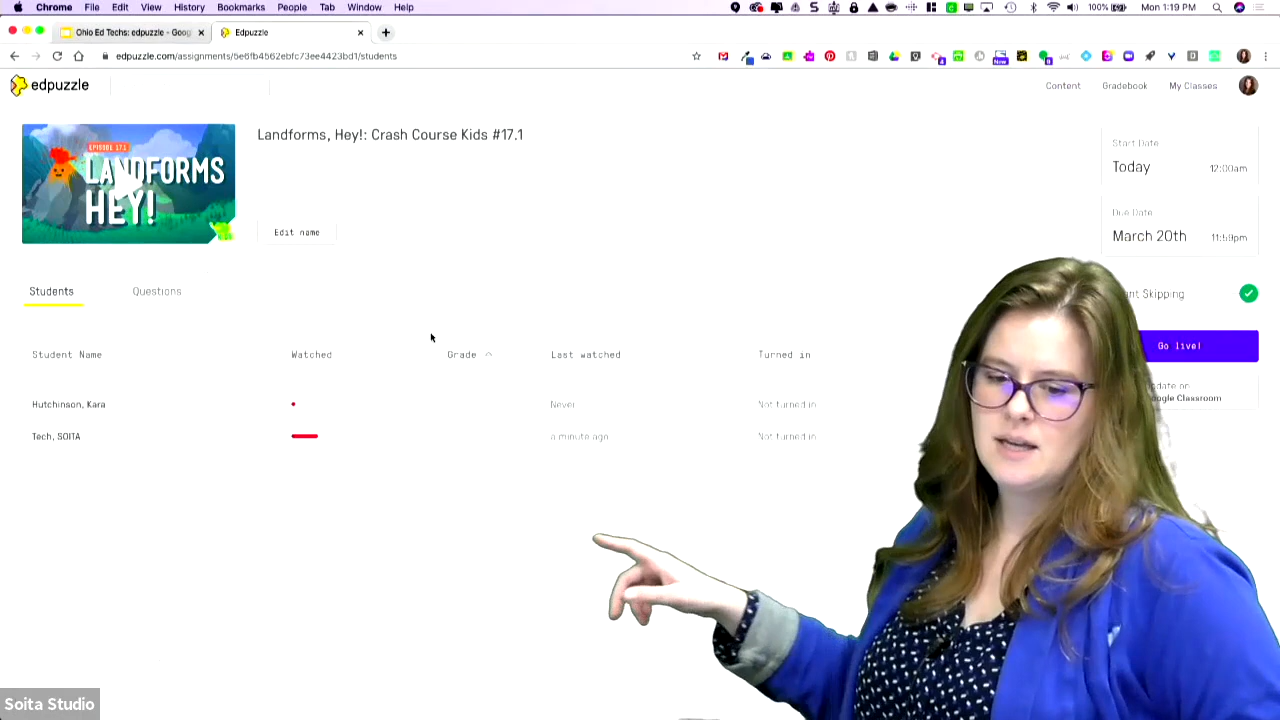 Chrome File Edit View History Bookmarks People Tab Window Help
100% Mon 1:19 PM
Ohio Ed Techs: edpuzzle - Goog
Edpuzzle
edpuzzle.com/assignments/5e6fb4562ebfc73ee4423bd1/students
New
edpuzzle
Content Gradebook My Classes
EPISODE 17.1
LANDFORMS
HEY!
Landforms, Hey!: Crash Course Kids #17.1
Edit name
Start Date
Today 12:00am
Due Date
March 20th 11:59pm
Skipping
Go live!
Students Questions
Student Name Watched Grade Last watched Turned in
Hutchinson, Kara Never Not turned in
Tech, SOITA a minute ago Not turned in
Classroom
Soita Studio